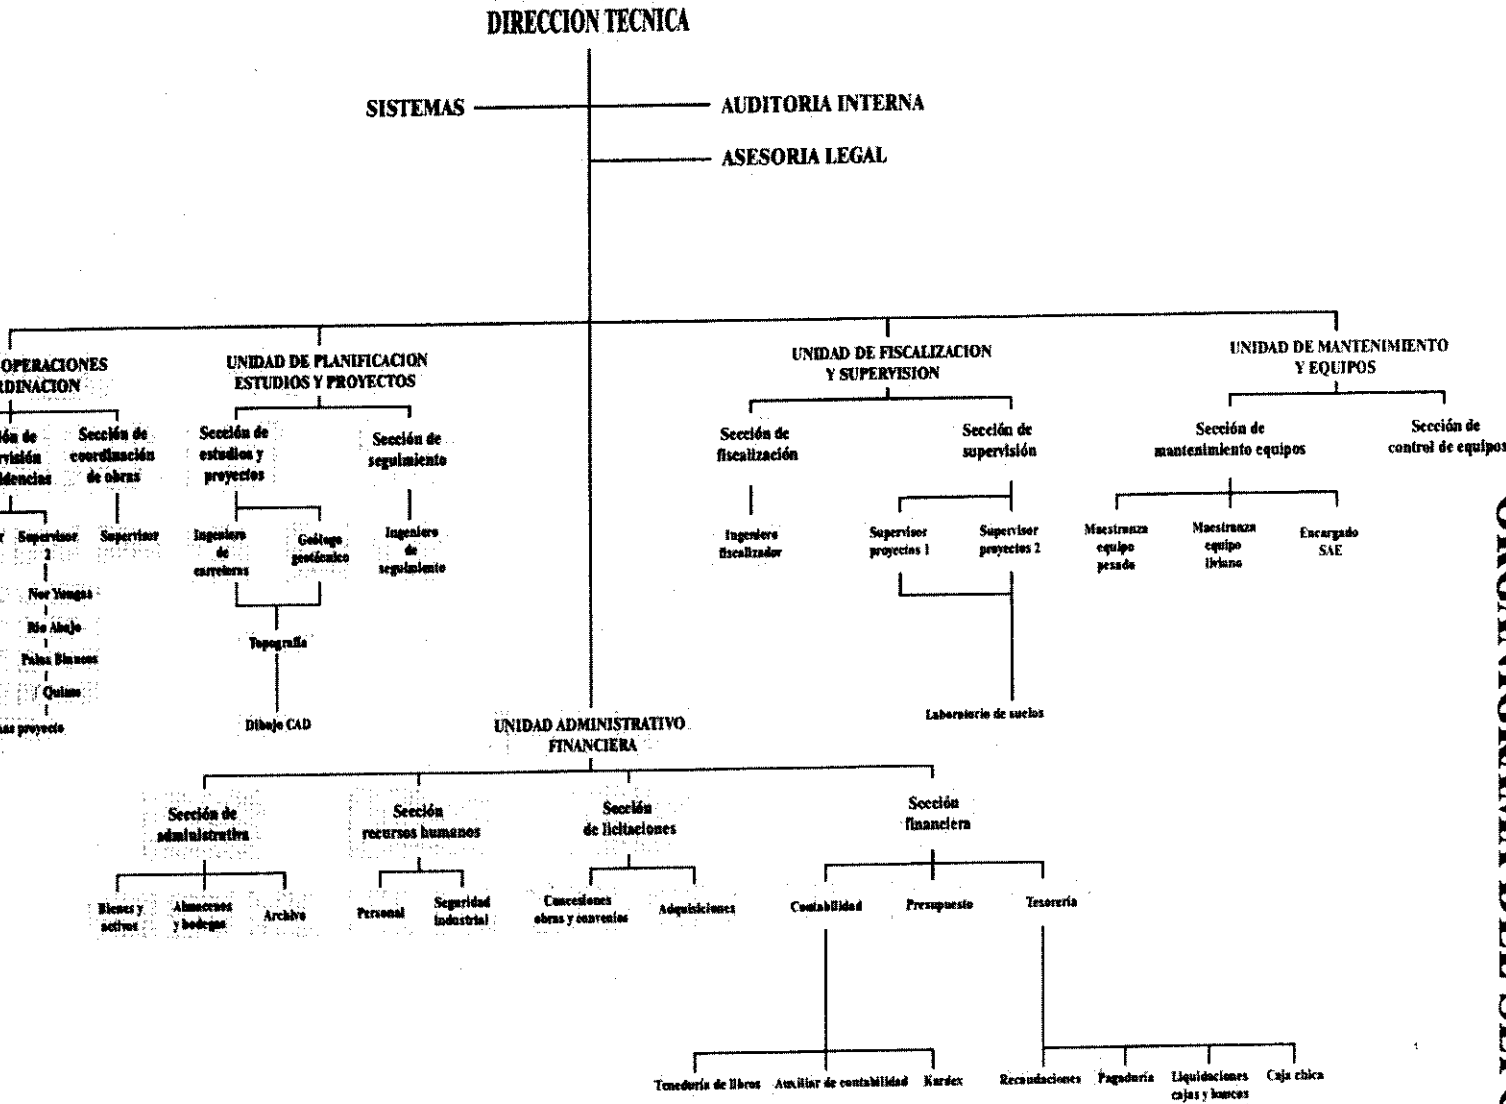 DIRECCION TECNICA
SISTEMAS
AUDITORIA INTERNA
ASESORIA LEGAL
OPERACIONES
UNIDAD DE PLANIFICACION
ESTUDIOS Y PROYECTOS
UNIDAD DE FISCALIZACION
Y SUPERVISION
UNIDAD DE MANTENIMIENTO
Y EQUIPOS
Sección de
coordinación
de obras
Sección de
estudios y
proyectos
Sección de
seguimiento
Sección de
fiscalización
Sección de
supervisión
Sección de
mantenimiento equipos
Sección de
control de equipos
Supervisor
2
Supervisor
Ingeniero
de
carreteras
Geólogo
geotécnico
Ingeniero
de
seguimiento
Ingeniero
fiscalizador
Supervisor
proyectos 1
Supervisor
proyectos 2
Maestranza
equipo
pesado
Maestranza
equipo
liviano
Encargado
SAE
Nor Yungas
Rio Abajo
Palos Blancos
Quime
proyecto
Topografía
Dibujo CAD
Laboratorio de suelos
UNIDAD ADMINISTRATIVO
FINANCIERA
Sección de
administrativa
Sección
recursos humanos
Sección
de licitaciones
Sección
financiera
Bienes y
activos
Almacenes
y bodegas
Archivo
Personal
Seguridad
industrial
Concesiones
obras y convenios
Adquisiciones
Contabilidad
Presupuesto
Tesorería
Teneduría de libros
Auxiliar de contabilidad
Kardex
Recaudaciones
Pagaduría
Liquidaciones
cajas y bancos
Caja chica